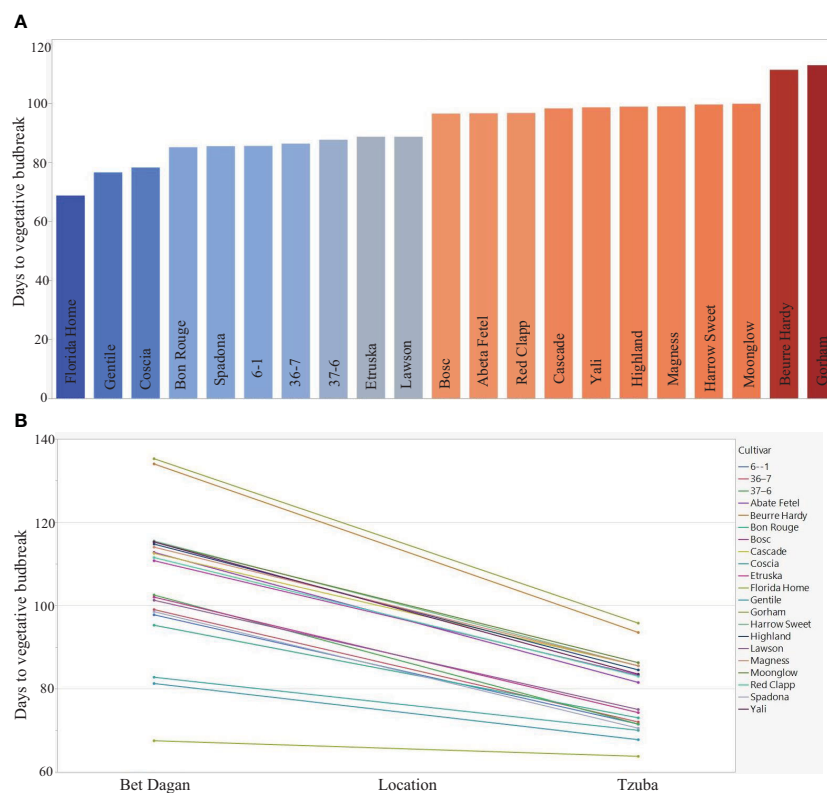 A
Days to vegetative budbreak
120
100
80
60
40
20
0
Florida Home
Gentile
Coscia
Bon Rouge
Spadona
6-1
36-7
37-6
Etruska
Lawson
Bosc
Abeta Fetel
Red Clapp
Cascade
Yali
Highland
Magness
Harrow Sweet
Moonglow
Beurre Hardy
Gorham
B
Days to vegetative budbreak
140
120
100
80
60
Bet Dagan
Location
Tzuba
Cultivar
6--1
36–7
37–6
Abate Fetel
Beurre Hardy
Bon Rouge
Bosc
Cascade
Coscia
Etruska
Florida Home
Gentile
Gorham
Harrow Sweet
Highland
Lawson
Magness
Moonglow
Red Clapp
Spadona
Yali